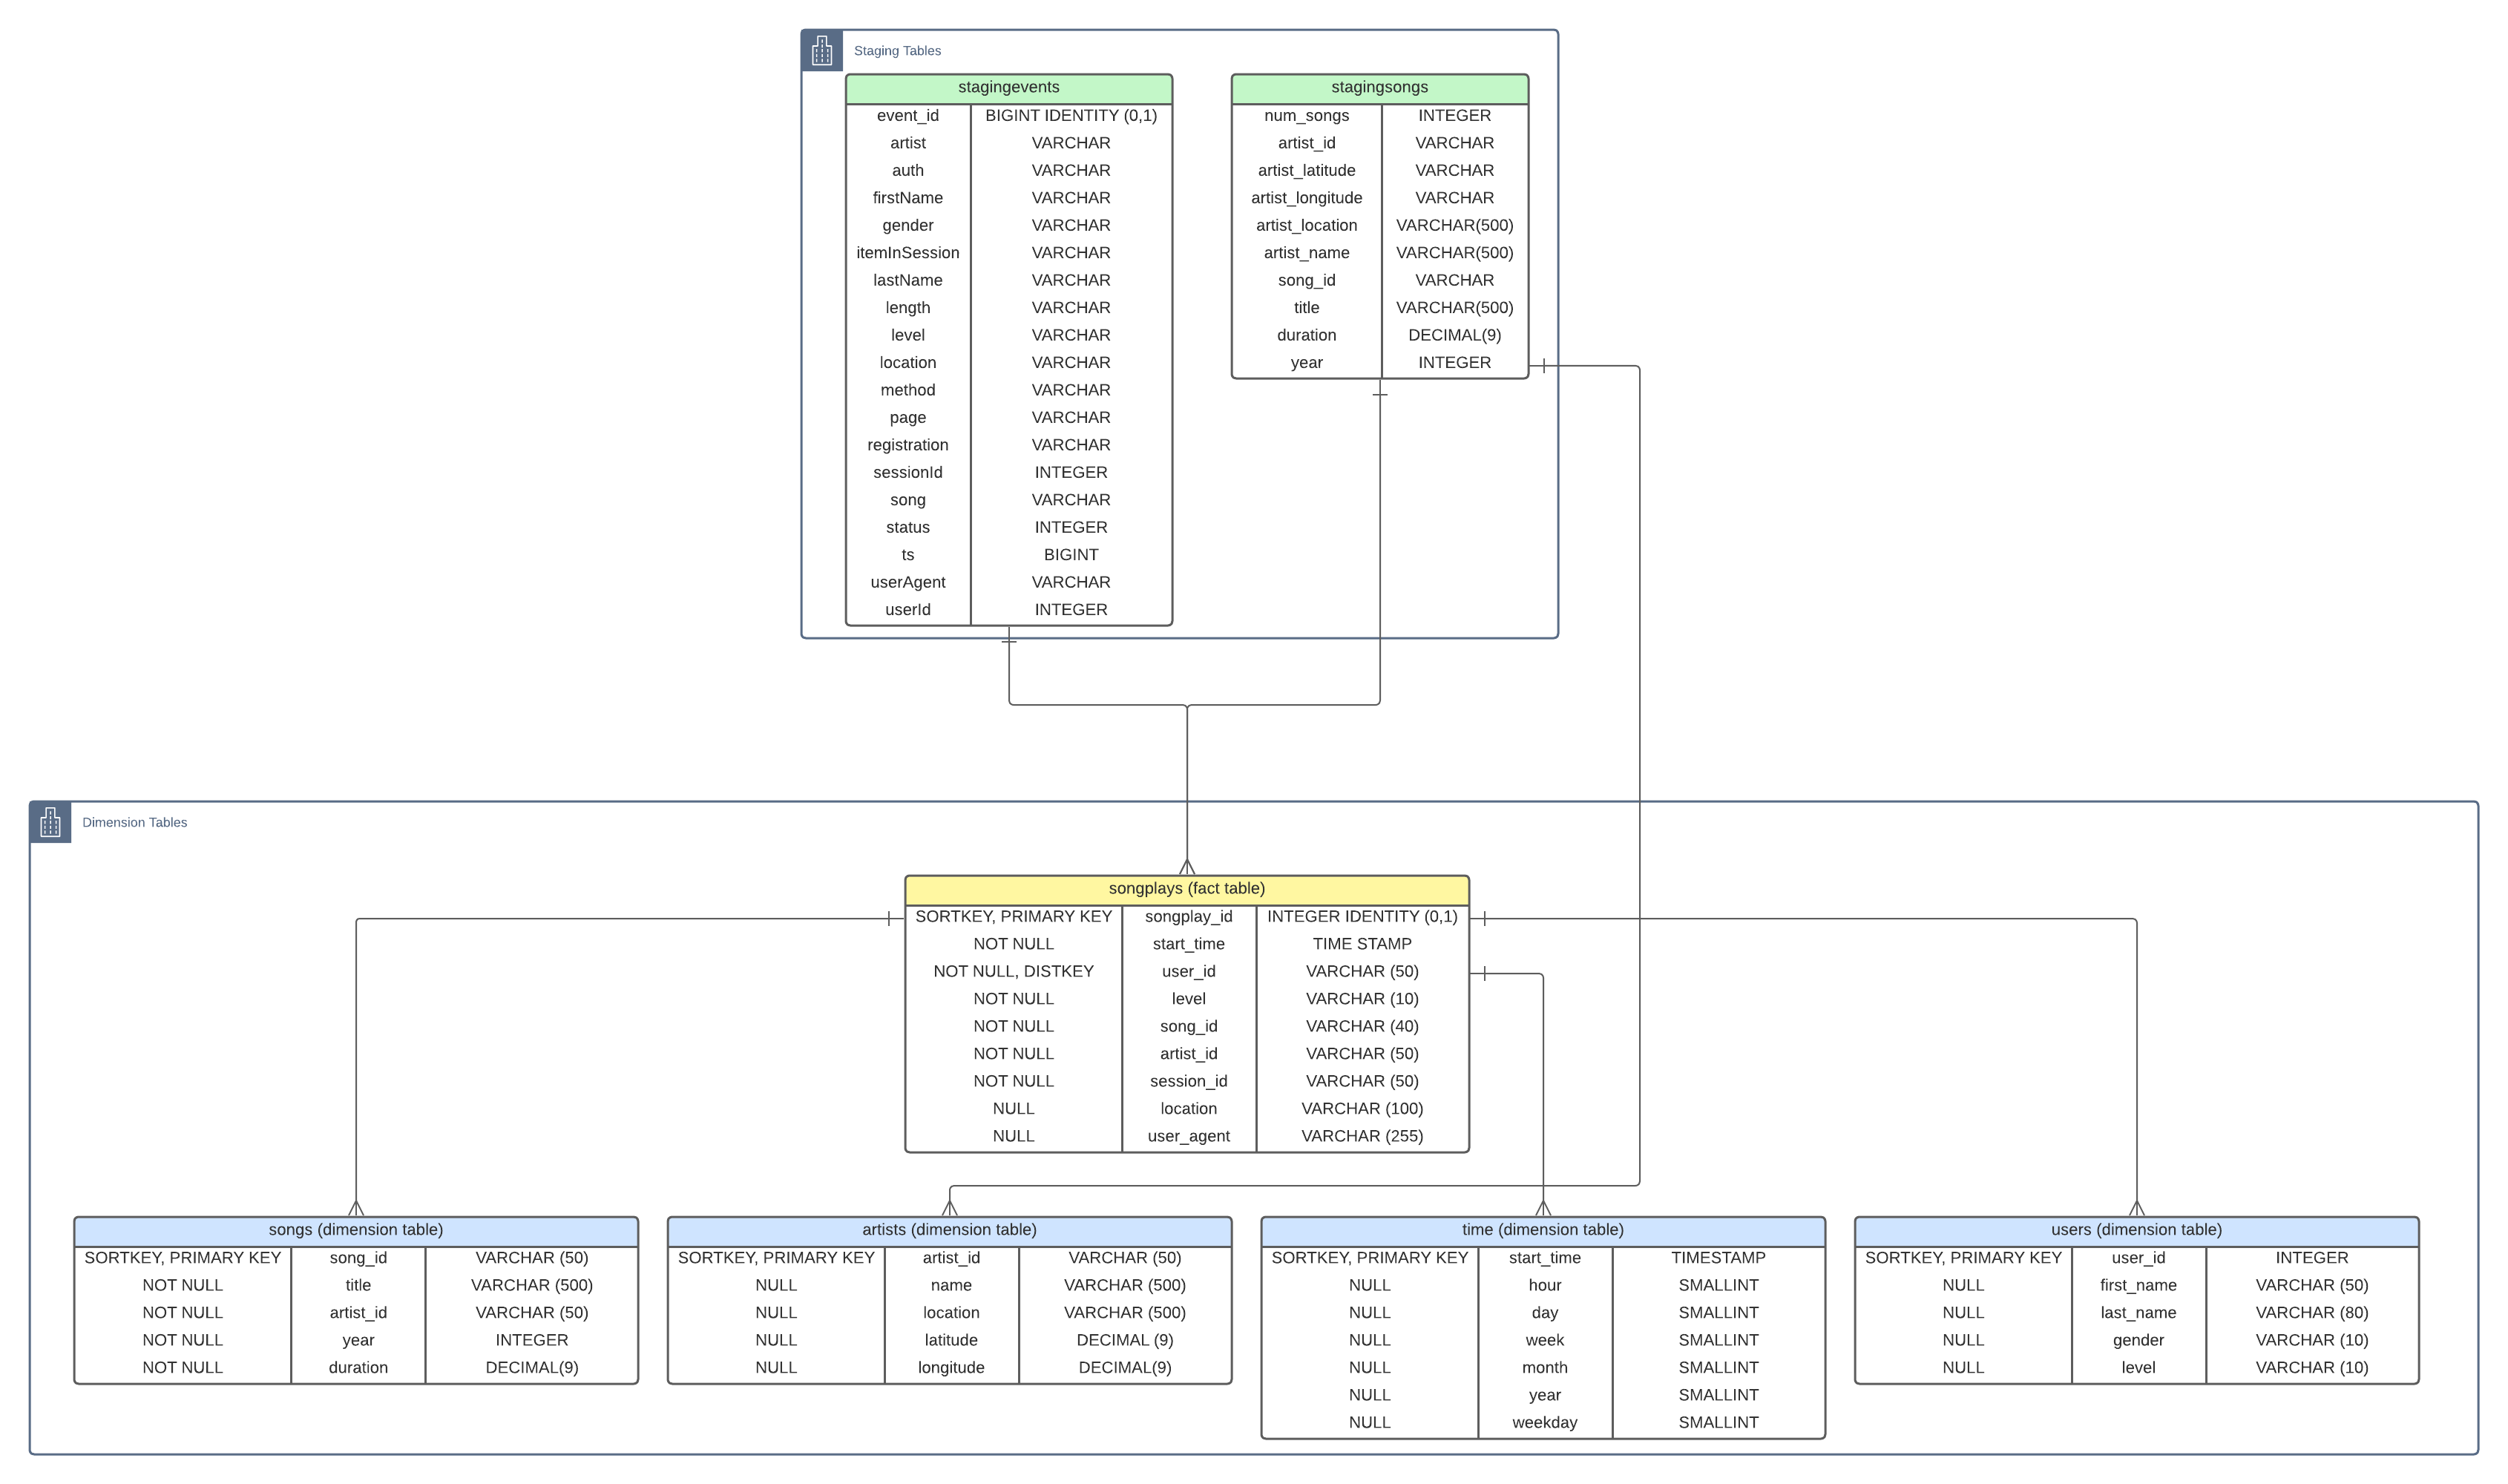 Staging Tables
stagingevents
event_id BIGINT IDENTITY (0,1)
artist VARCHAR
auth VARCHAR
firstName VARCHAR
gender VARCHAR
itemInSession VARCHAR
lastName VARCHAR
length VARCHAR
level VARCHAR
location VARCHAR
method VARCHAR
page VARCHAR
registration VARCHAR
sessionId INTEGER
song VARCHAR
status INTEGER
ts BIGINT
userAgent VARCHAR
userId INTEGER
stagingsongs
num_songs INTEGER
artist_id VARCHAR
artist_latitude VARCHAR
artist_longitude VARCHAR
artist_location VARCHAR(500)
artist_name VARCHAR(500)
song_id VARCHAR
title VARCHAR(500)
duration DECIMAL(9)
year INTEGER
Dimension Tables
songplays (fact table)
SORTKEY, PRIMARY KEY songplay_id INTEGER IDENTITY (0,1)
NOT NULL start_time TIME STAMP
NOT NULL, DISTKEY user_id VARCHAR (50)
NOT NULL level VARCHAR (10)
NOT NULL song_id VARCHAR (40)
NOT NULL artist_id VARCHAR (50)
NOT NULL session_id VARCHAR (50)
NULL location VARCHAR (100)
NULL user_agent VARCHAR (255)
songs (dimension table)
SORTKEY, PRIMARY KEY song_id VARCHAR (50)
NOT NULL title VARCHAR (500)
NOT NULL artist_id VARCHAR (50)
NOT NULL year INTEGER
NOT NULL duration DECIMAL(9)
artists (dimension table)
SORTKEY, PRIMARY KEY artist_id VARCHAR (50)
NULL name VARCHAR (500)
NULL location VARCHAR (500)
NULL latitude DECIMAL (9)
NULL longitude DECIMAL(9)
time (dimension table)
SORTKEY, PRIMARY KEY start_time TIMESTAMP
NULL hour SMALLINT
NULL day SMALLINT
NULL week SMALLINT
NULL month SMALLINT
NULL year SMALLINT
NULL weekday SMALLINT
users (dimension table)
SORTKEY, PRIMARY KEY user_id INTEGER
NULL first_name VARCHAR (50)
NULL last_name VARCHAR (80)
NULL gender VARCHAR (10)
NULL level VARCHAR (10)